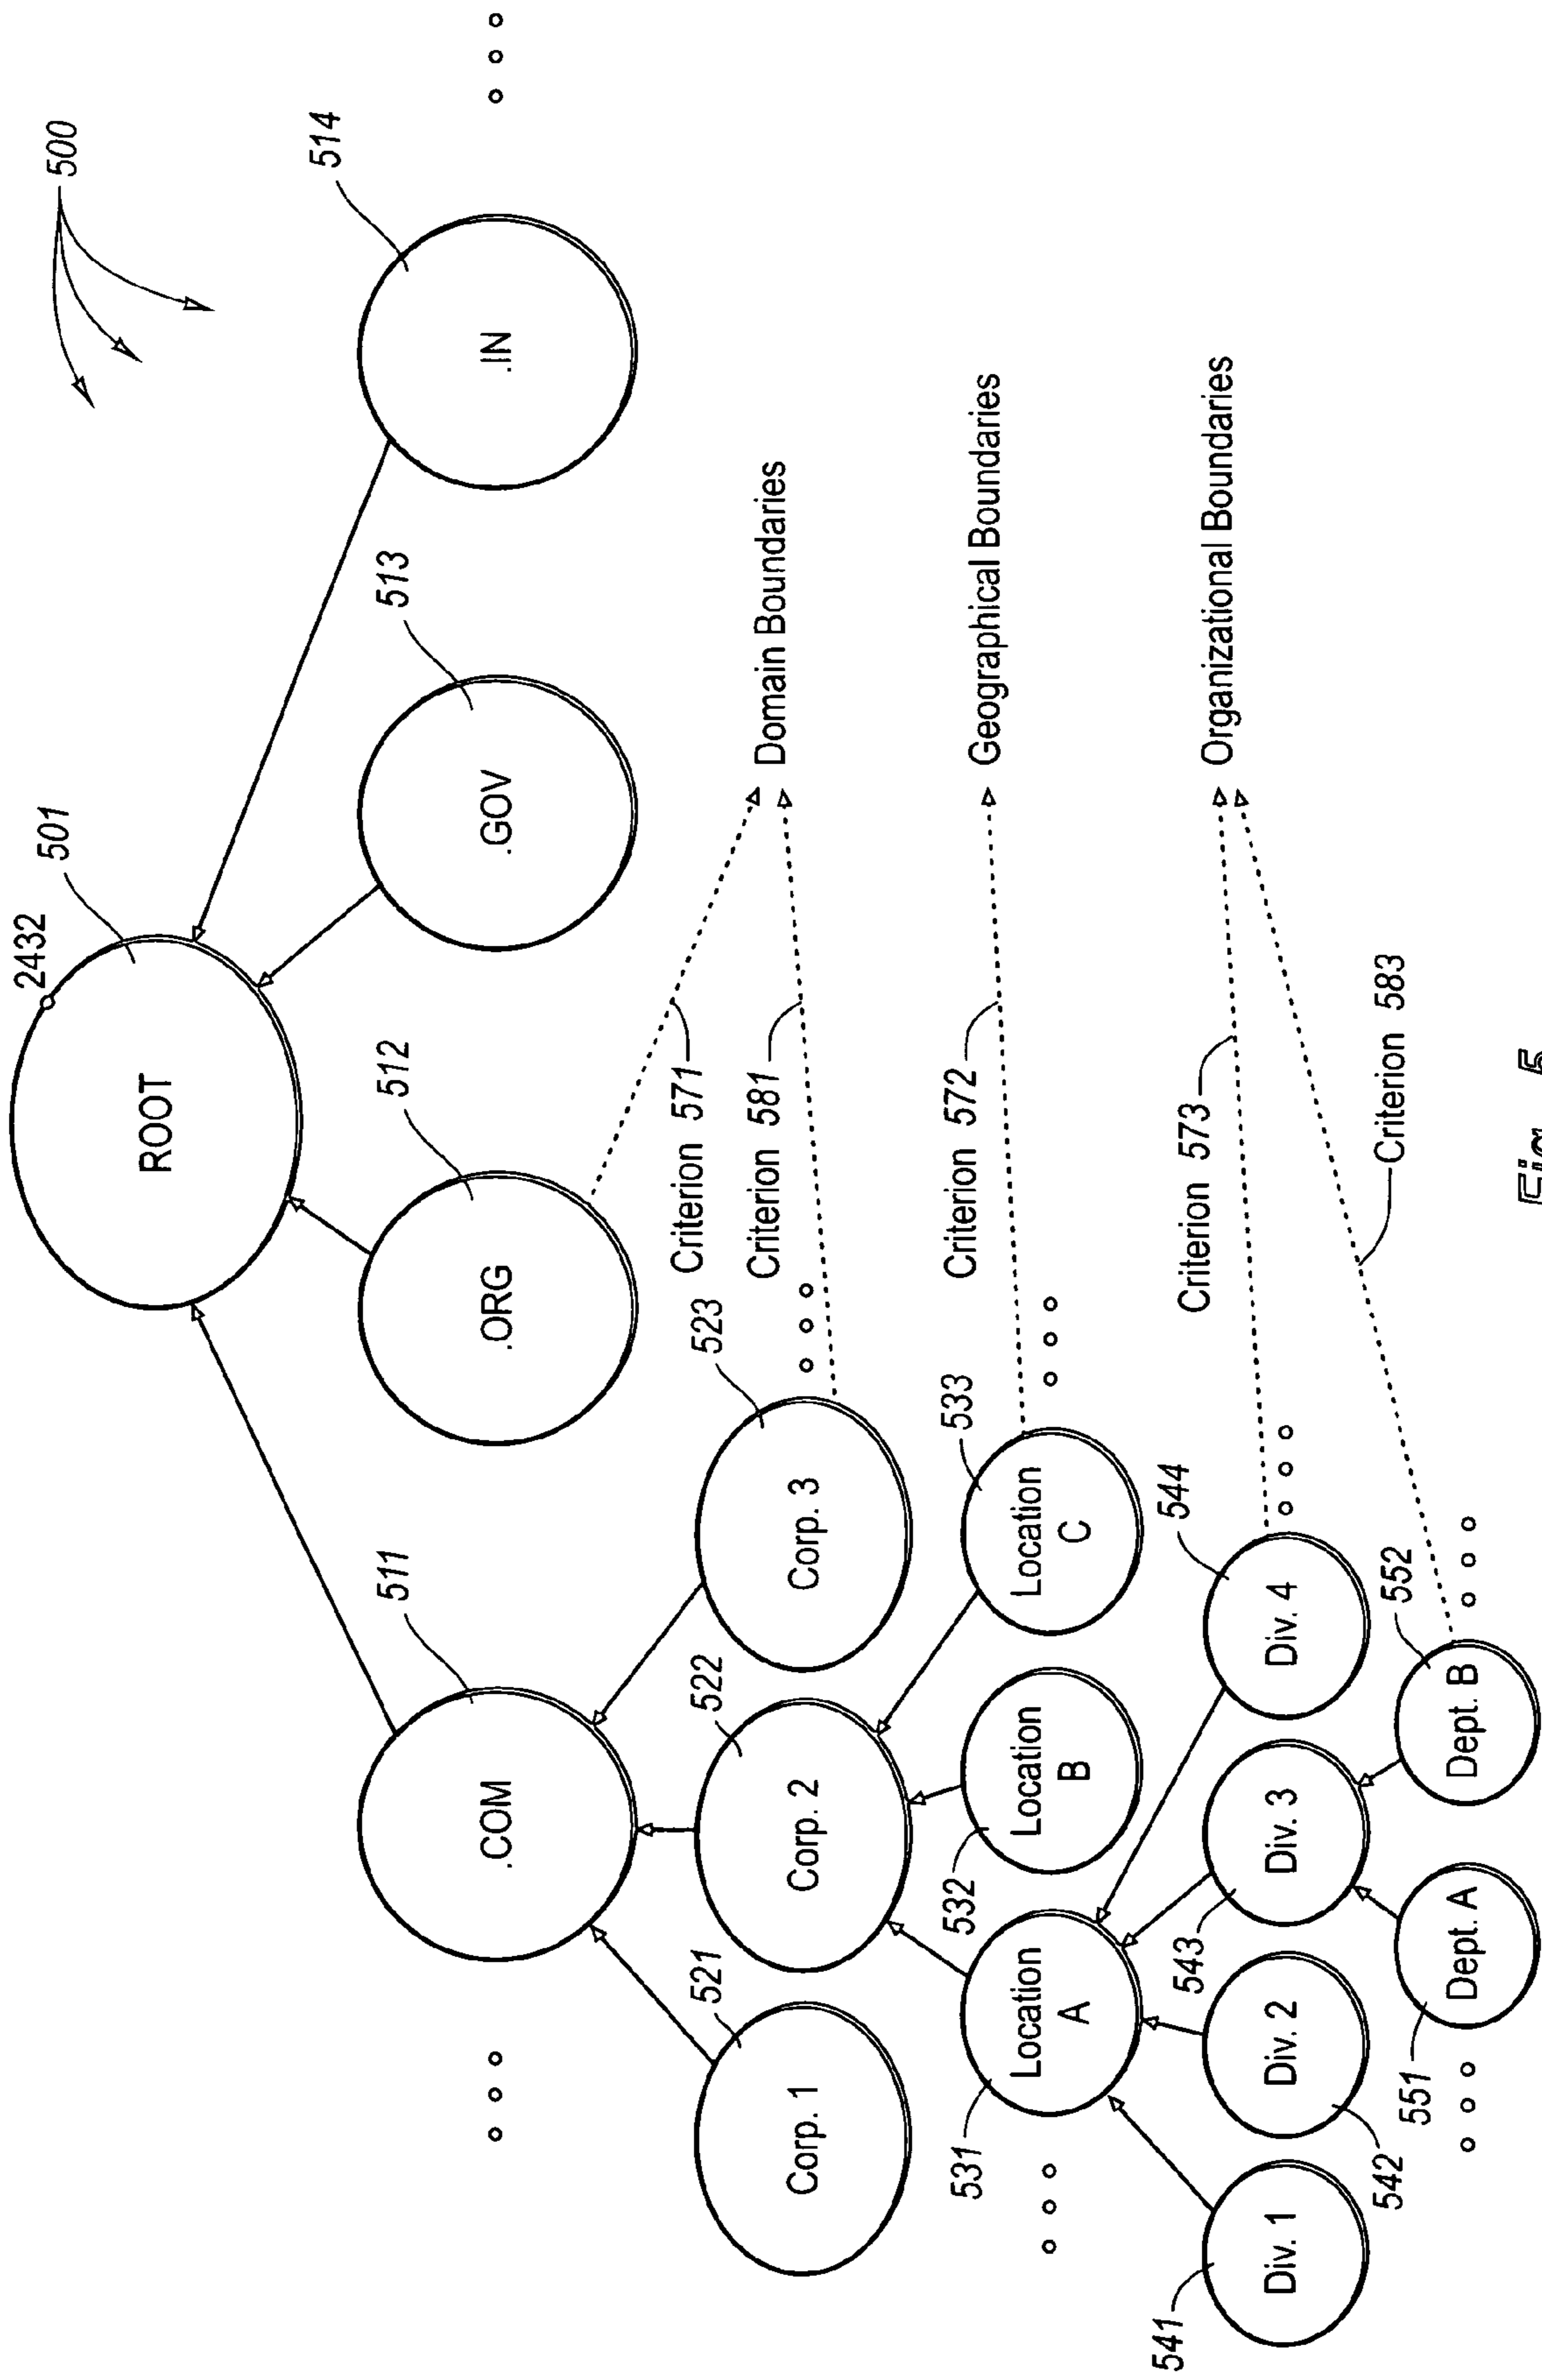 500
2432
501
ROOT
511
512
513
514
.COM
.ORG
.GOV
.IN
521
522
523
Corp. 1
Corp. 2
Corp. 3
Criterion 571
Criterion 581
Domain Boundaries
531
532
533
Location
A
Location
B
Location
C
Criterion 572
Geographical Boundaries
541
542
543
544
Div. 1
Div. 2
Div. 3
Div. 4
Criterion 573
Organizational Boundaries
551
552
Dept. A
Dept. B
Criterion 583
Fig. 5